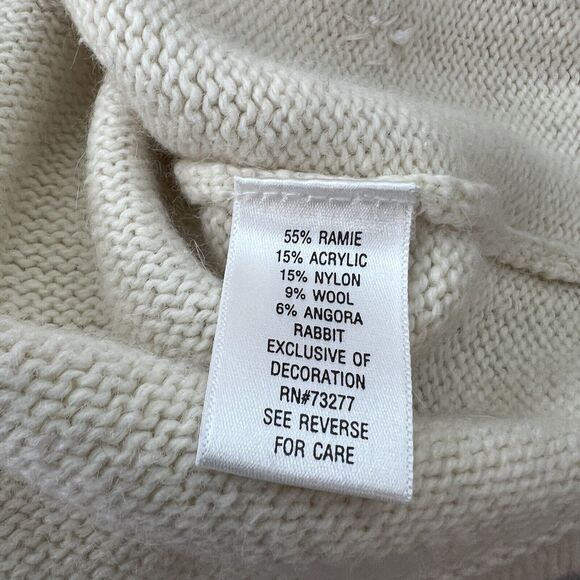 55% RAMIE
15% ACRYLIC
15% NYLON
9% WOOL
6% ANGORA
RABBIT
EXCLUSIVE OF
DECORATION
RN#73277
SEE REVERSE
FOR CARE